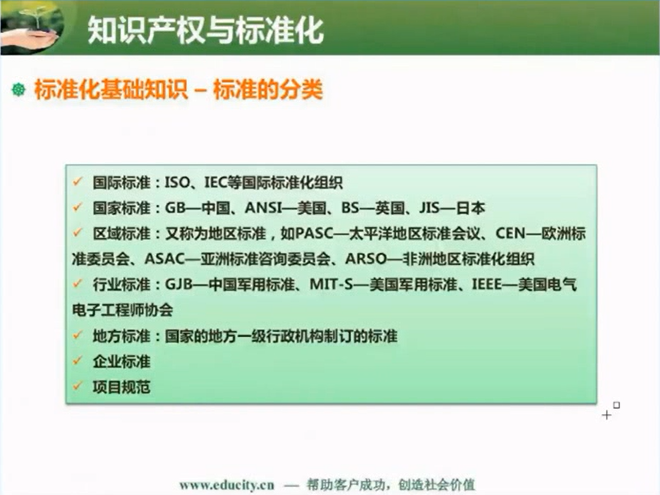 知识产权与标准化
标准化基础知识 – 标准的分类
国际标准：ISO、IEC等国际标准化组织
国家标准：GB—中国、ANSI—美国、BS—英国、JIS—日本
区域标准：又称为地区标准，如PASC—太平洋地区标准会议、CEN—欧洲标
准委员会、ASAC—亚洲标准咨询委员会、ARSO—非洲地区标准化组织
行业标准：GJB—中国军用标准、MIT-S—美国军用标准、IEEE—美国电气
电子工程师协会
地方标准：国家的地方一级行政机构制订的标准
企业标准
项目规范
www.educity.cn — 帮助客户成功，创造社会价值